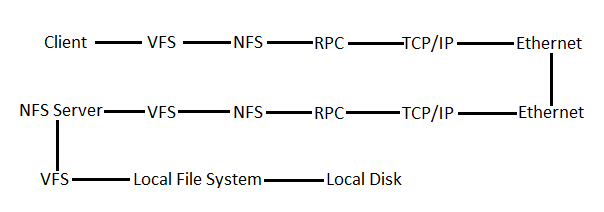 Client VFS NFS RPC TCP/IP Ethernet
NFS Server VFS NFS RPC TCP/IP Ethernet
VFS Local File System Local Disk